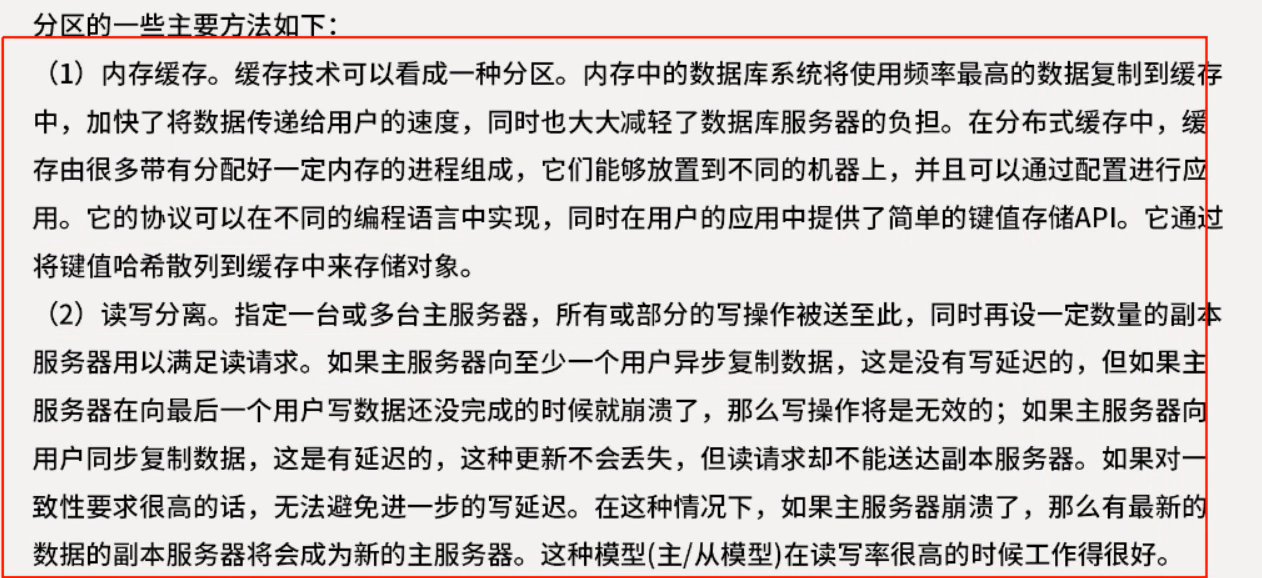 分区的一些主要方法如下：
（1）内存缓存。缓存技术可以看成一种分区。内存中的数据库系统将使用频率最高的数据复制到缓存
中，加快了将数据传递给用户的速度，同时也大大减轻了数据库服务器的负担。在分布式缓存中，缓
存由很多带有分配好一定内存的进程组成，它们能够放置到不同的机器上，并且可以通过配置进行应
用。它的协议可以在不同的编程语言中实现，同时在用户的应用中提供了简单的键值存储API。它通过
将键值哈希散列到缓存中来存储对象。
（2）读写分离。指定一台或多台主服务器，所有或部分的写操作被送至此，同时再设一定数量的副本
服务器用以满足读请求。如果主服务器向至少一个用户异步复制数据，这是没有写延迟的，但如果主
服务器在向最后一个用户写数据还没完成的时候就崩溃了，那么写操作将是无效的；如果主服务器向
用户同步复制数据，这是有延迟的，这种更新不会丢失，但读请求却不能送达副本服务器。如果对一
致性要求很高的话，无法避免进一步的写延迟。在这种情况下，如果主服务器崩溃了，那么有最新的
数据的副本服务器将会成为新的主服务器。这种模型(主/从模型)在读写率很高的时候工作得很好。